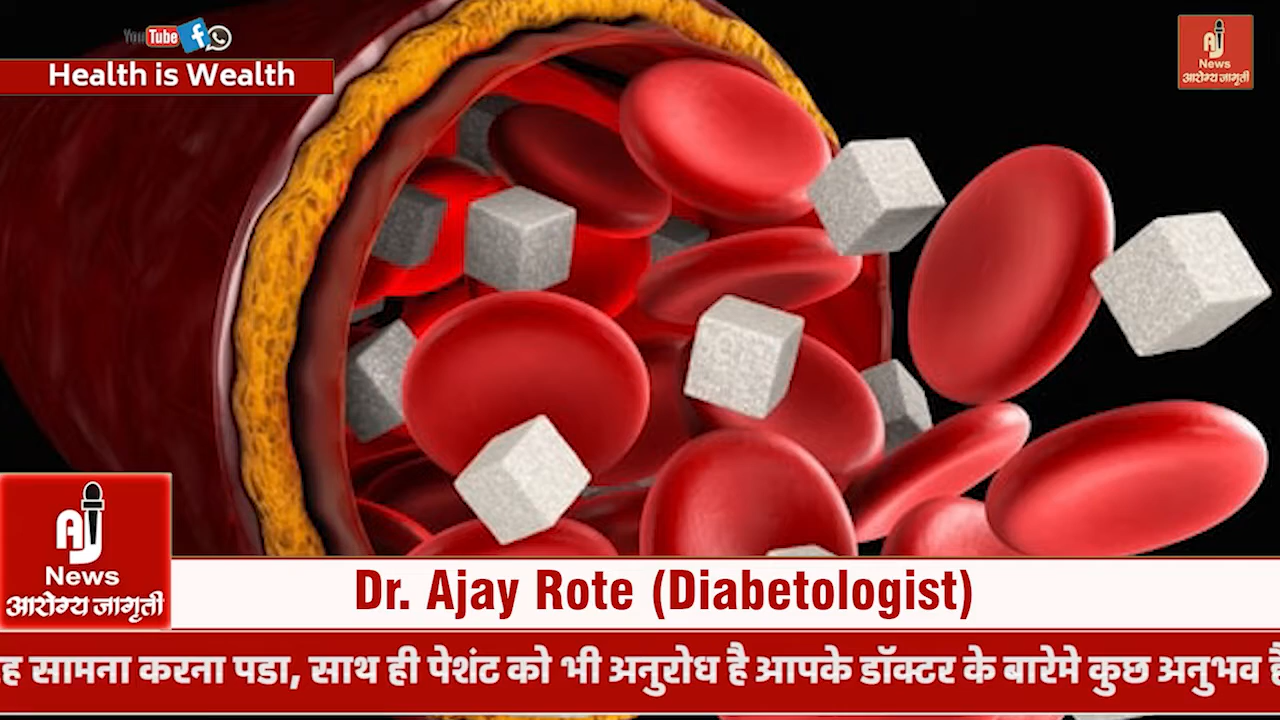 YouTube f
Health is Wealth
AJ
News
आरोग्य जागृती
AJ
News
आरोग्य जागृती
Dr. Ajay Rote (Diabetologist)
सामना करना पडा, साथ ही पेशंट को भी अनुरोध है आपके डॉक्टर के बारेमे कुछ अनुभव